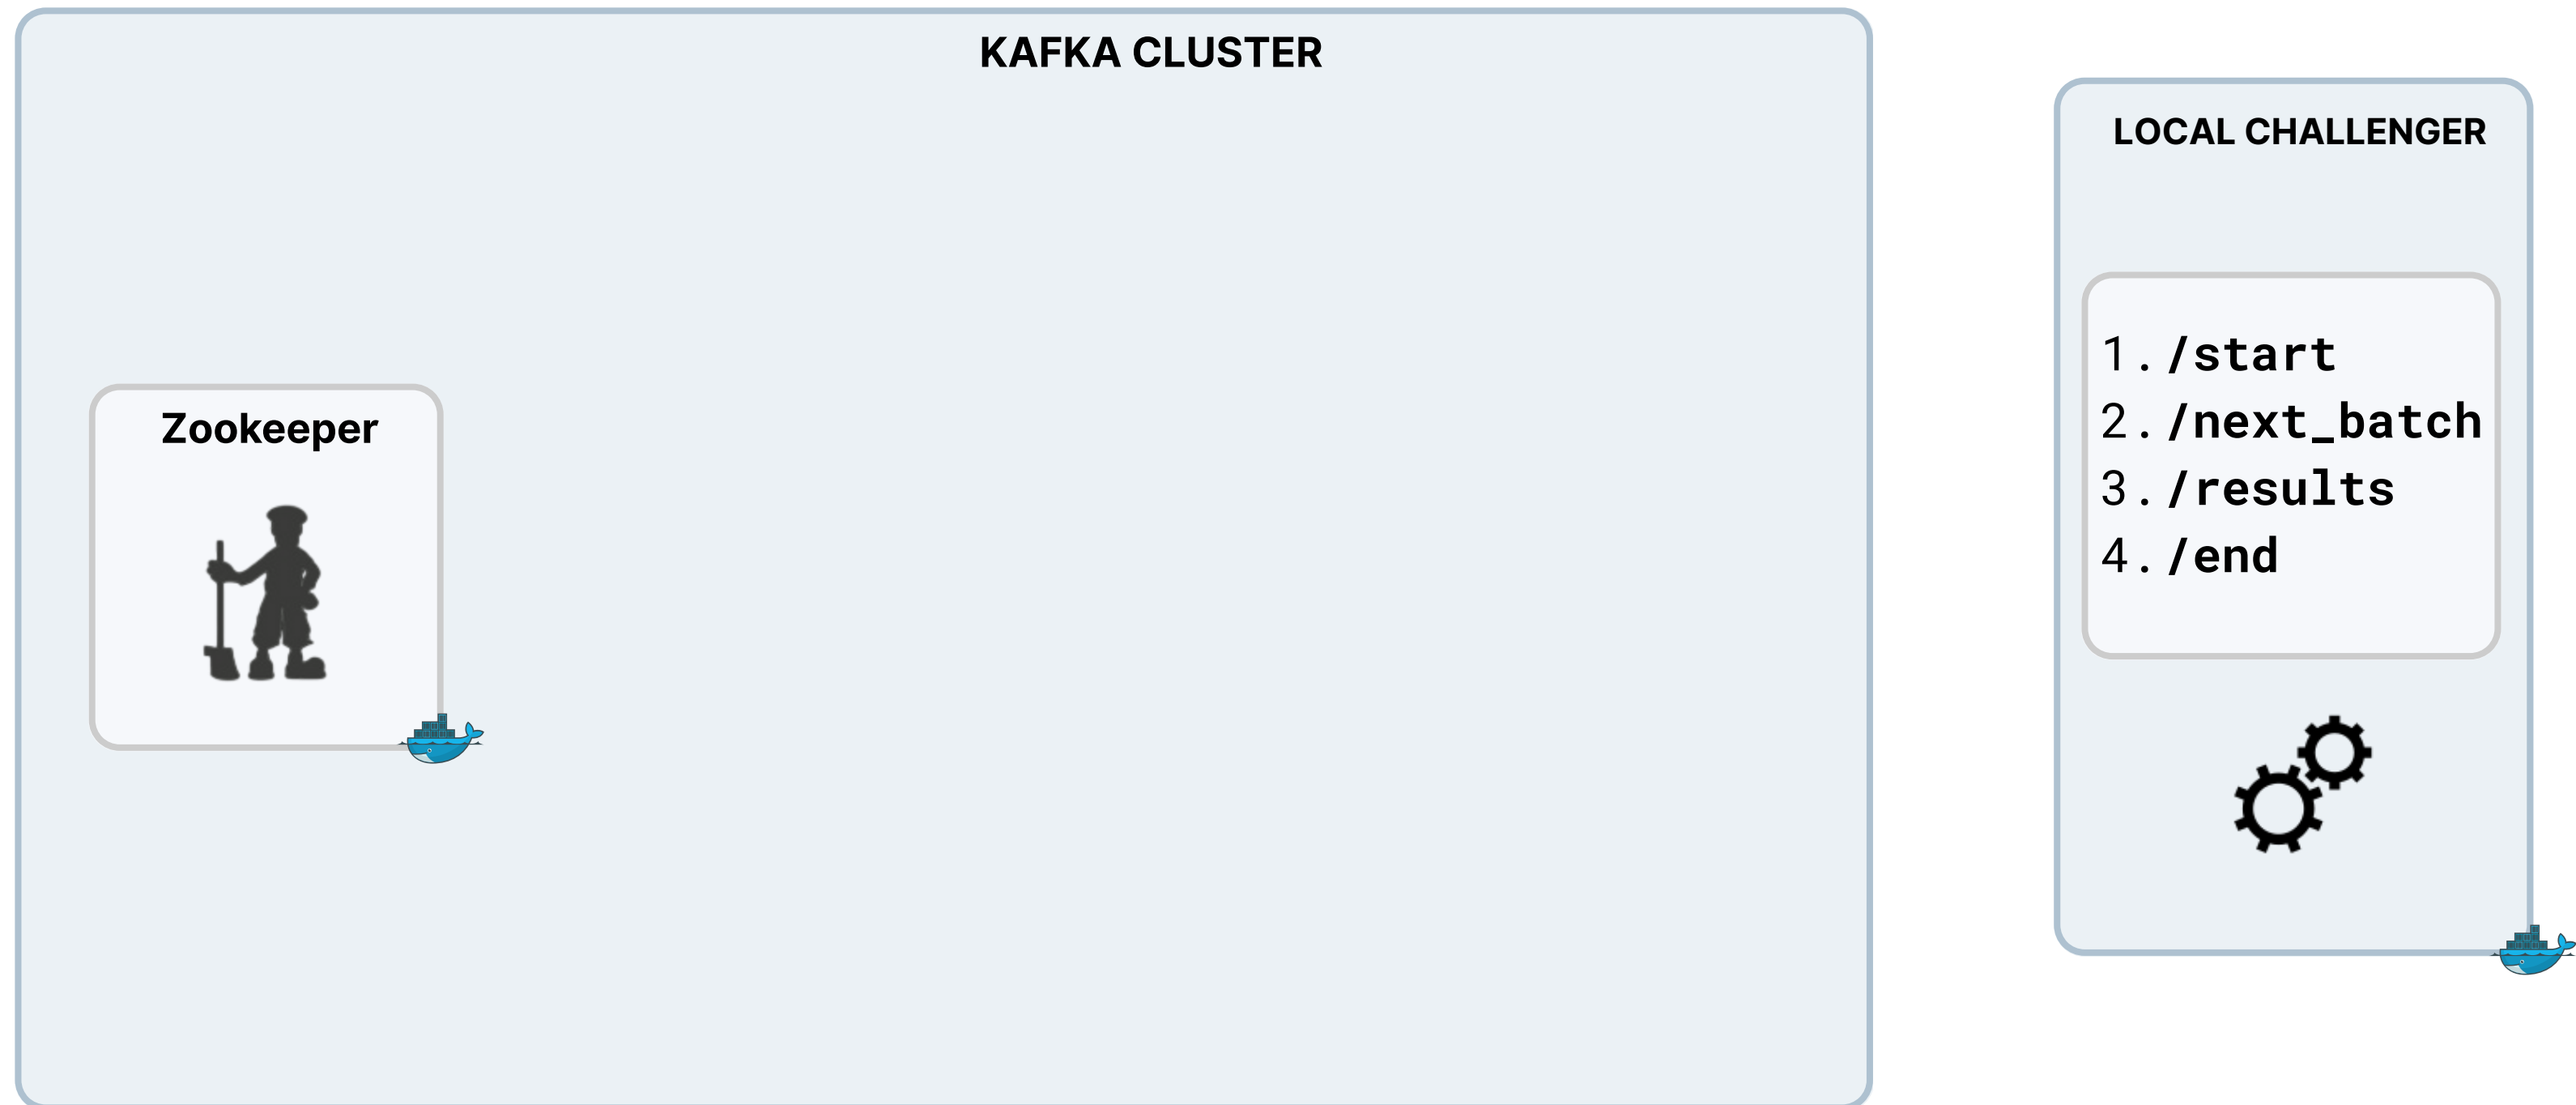 KAFKA CLUSTER
LOCAL CHALLENGER
Zookeeper
1. /start
2. /next_batch
3. /results
4. /end